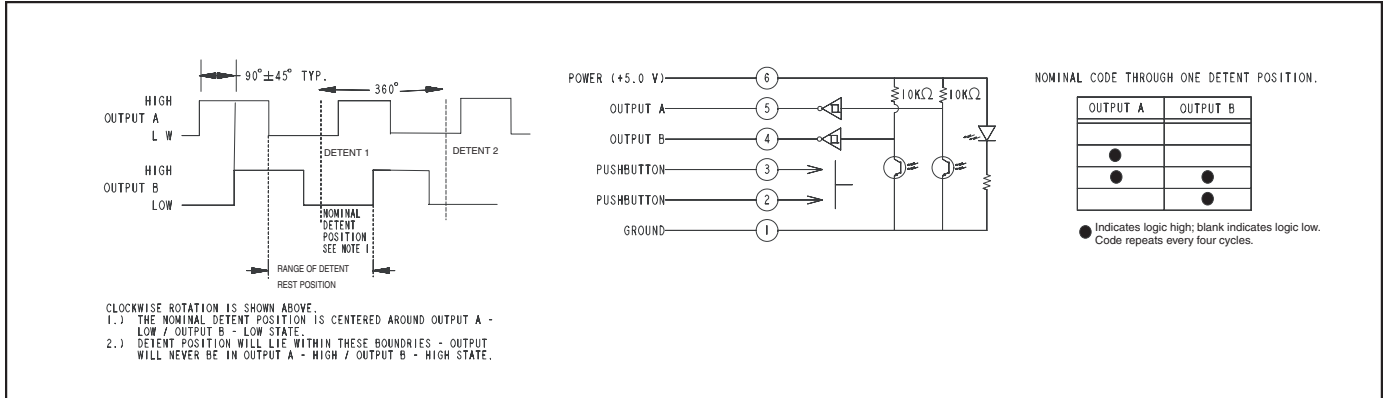 90°±45° TYP.
360°
HIGH
OUTPUT A
L W
DETENT 1
DETENT 2
HIGH
OUTPUT B
LOW
NOMINAL
DETENT
POSITION
SEE NOTE 1
RANGE OF DETENT
REST POSITION
CLOCKWISE ROTATION IS SHOWN ABOVE.
1.) THE NOMINAL DETENT POSITION IS CENTERED AROUND OUTPUT A -
LOW / OUTPUT B - LOW STATE.
2.) DETENT POSITION WILL LIE WITHIN THESE BOUNDRIES - OUTPUT
WILL NEVER BE IN OUTPUT A - HIGH / OUTPUT B - HIGH STATE.
POWER (+5.0 V) 6
OUTPUT A 5
OUTPUT B 4
PUSHBUTTON 3
PUSHBUTTON 2
GROUND 1
10KΩ 10KΩ
NOMINAL CODE THROUGH ONE DETENT POSITION.
OUTPUT A OUTPUT B
Indicates logic high; blank indicates logic low.
Code repeats every four cycles.